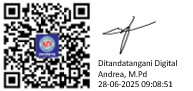 Ditandatangani Digital
Andrea, M.Pd
28-06-2025 09:08:51